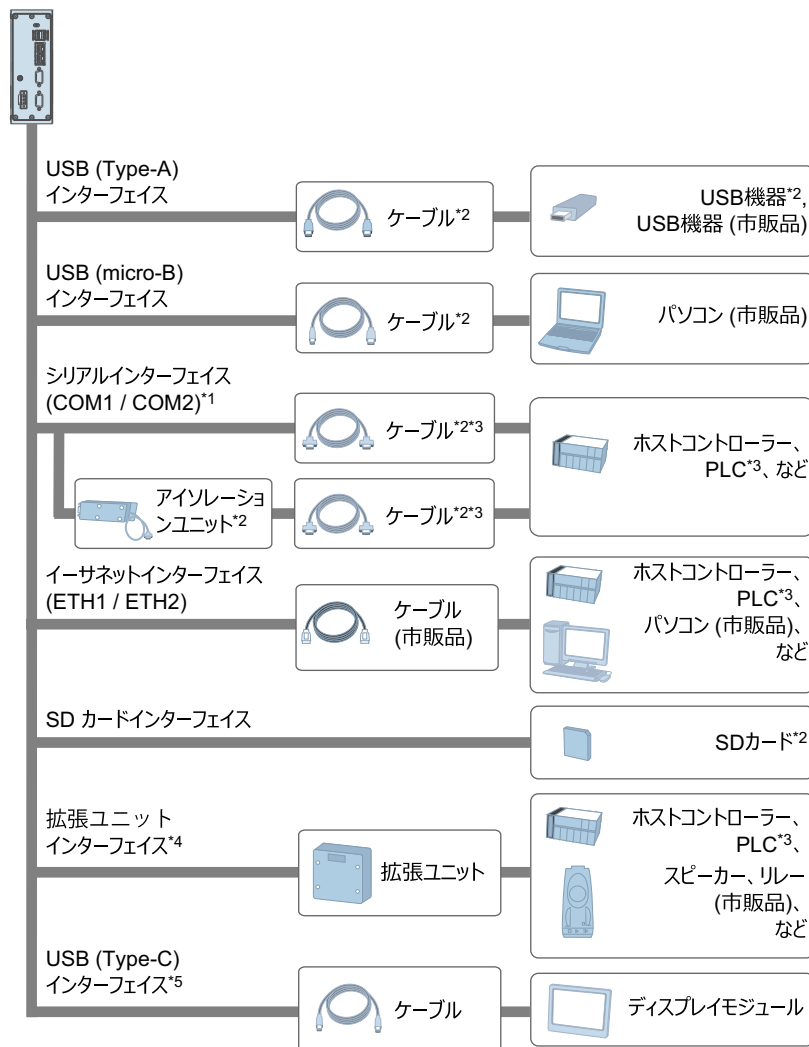 USB (Type-A)
インターフェイス
ケーブル*2
USB機器*2,
USB機器 (市販品)
USB (micro-B)
インターフェイス
ケーブル*2
パソコン (市販品)
シリアルインターフェイス
(COM1 / COM2)*1
ケーブル*2*3
ホストコントローラー、
PLC*3、など
アイソレーショ
ンユニット*2
ケーブル*2*3
イーサネットインターフェイス
(ETH1 / ETH2)
ケーブル
(市販品)
ホストコントローラー、
PLC*3、
パソコン (市販品)、
など
SD カードインターフェイス
SDカード*2
拡張ユニット
インターフェイス*4
拡張ユニット
ホストコントローラー、
PLC*3、
スピーカー、リレー
(市販品)、
など
USB (Type-C)
インターフェイス*5
ケーブル
ディスプレイモジュール